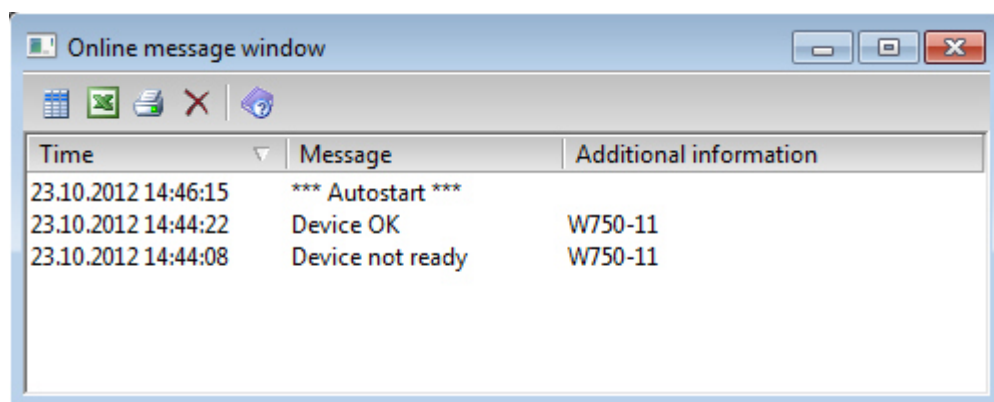 Online message window
Time Message Additional information
23.10.2012 14:46:15 *** Autostart ***
23.10.2012 14:44:22 Device OK W750-11
23.10.2012 14:44:08 Device not ready W750-11